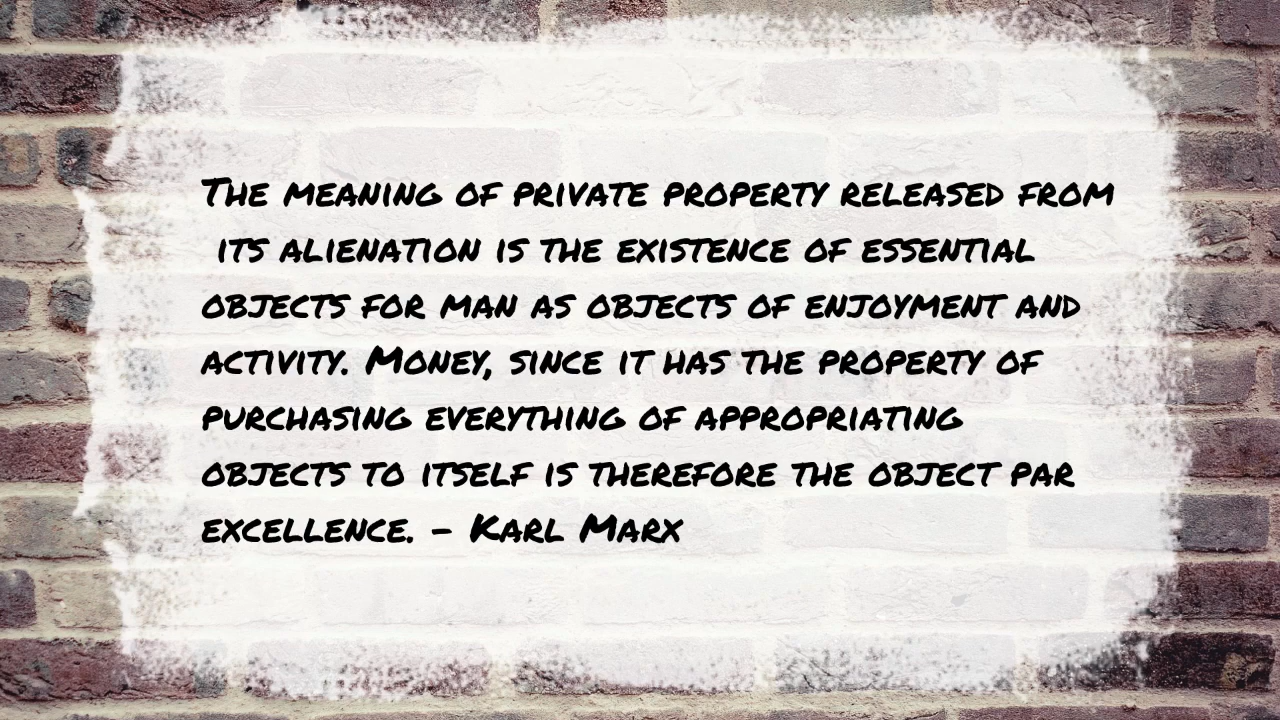 The meaning of private property released from
its alienation is the existence of essential
objects for man as objects of enjoyment and
activity. Money, since it has the property of
purchasing everything of appropriating
objects to itself is therefore the object par
excellence. – Karl Marx